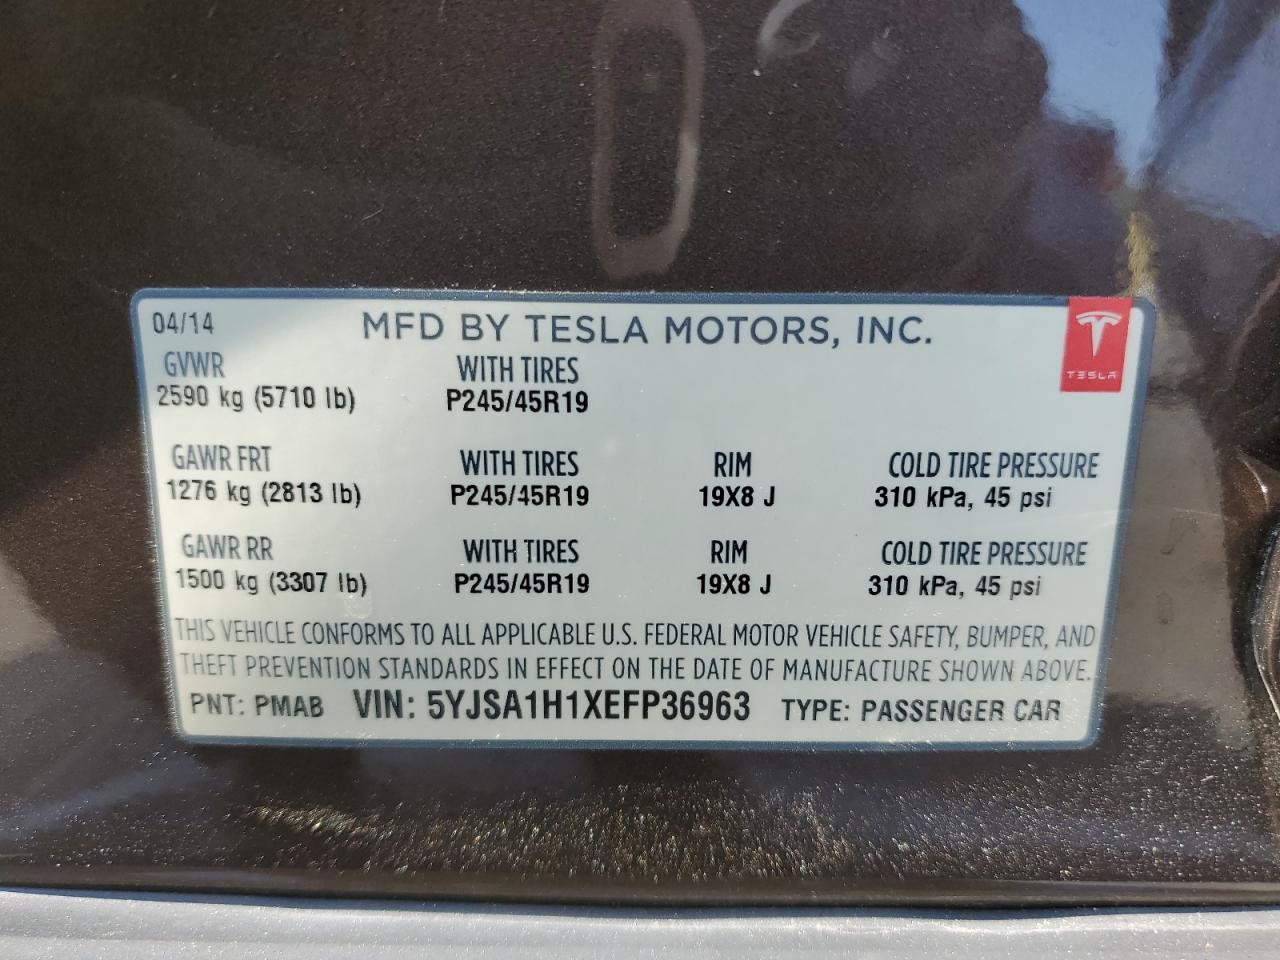 04/14 MFD BY TESLA MOTORS, INC.
TESLA
GVWR WITH TIRES
2590 kg (5710 lb) P245/45R19
GAWR FRT WITH TIRES RIM COLD TIRE PRESSURE
1276 kg (2813 lb) P245/45R19 19X8 J 310 kPa, 45 psi
GAWR RR WITH TIRES RIM COLD TIRE PRESSURE
1500 kg (3307 lb) P245/45R19 19X8 J 310 kPa, 45 psi
THIS VEHICLE CONFORMS TO ALL APPLICABLE U.S. FEDERAL MOTOR VEHICLE SAFETY, BUMPER, AND
THEFT PREVENTION STANDARDS IN EFFECT ON THE DATE OF MANUFACTURE SHOWN ABOVE.
PNT: PMAB VIN: 5YJSA1H1XEFP36963 TYPE: PASSENGER CAR